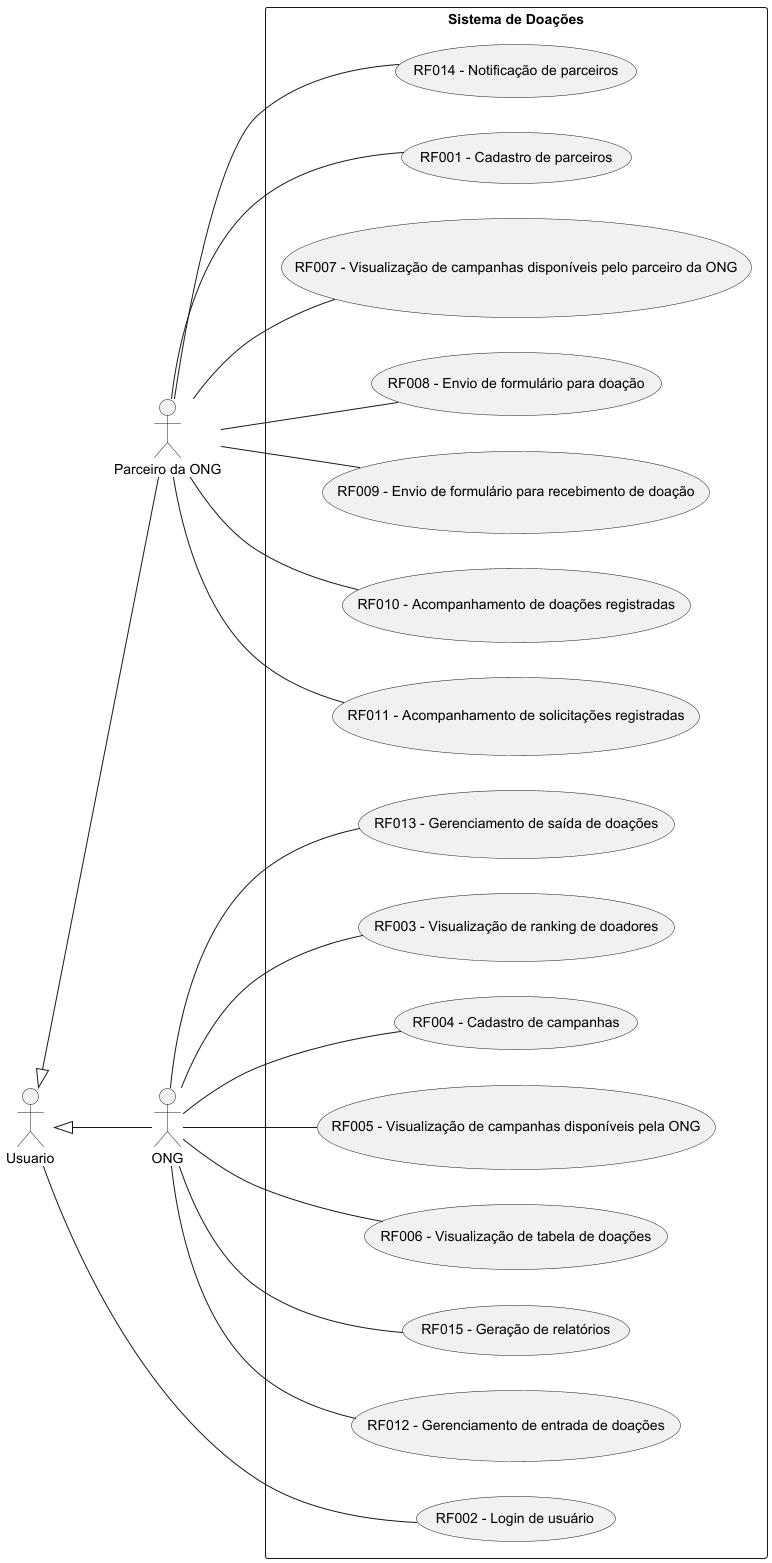 Sistema de Doações
RF014 - Notificação de parceiros
RF001 - Cadastro de parceiros
RF007 - Visualização de campanhas disponíveis pelo parceiro da ONG
RF008 - Envio de formulário para doação
Parceiro da ONG
RF009 - Envio de formulário para recebimento de doação
RF010 - Acompanhamento de doações registradas
RF011 - Acompanhamento de solicitações registradas
RF013 - Gerenciamento de saída de doações
RF003 - Visualização de ranking de doadores
RF004 - Cadastro de campanhas
RF005 - Visualização de campanhas disponíveis pela ONG
Usuario
ONG
RF006 - Visualização de tabela de doações
RF015 - Geração de relatórios
RF012 - Gerenciamento de entrada de doações
RF002 - Login de usuário